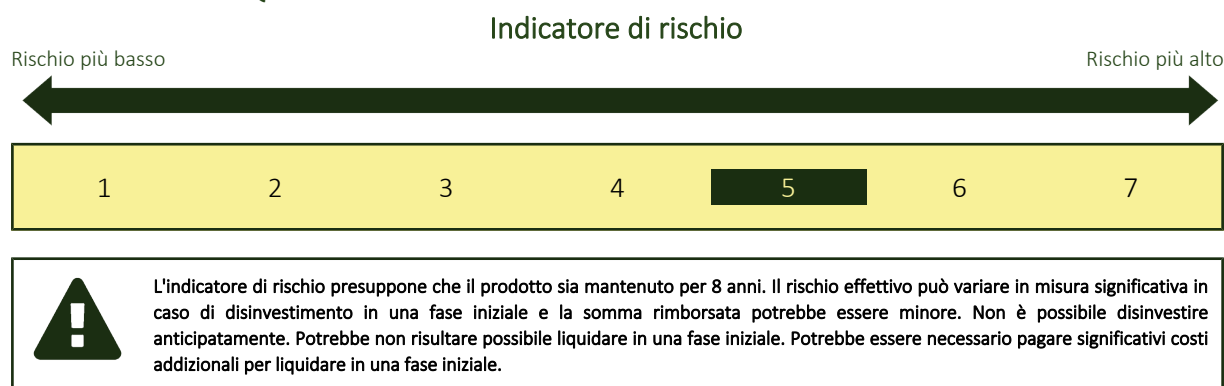 Indicatore di rischio
Rischio più basso
Rischio più alto
1 2 3 4 5 6 7
L'indicatore di rischio presuppone che il prodotto sia mantenuto per 8 anni. Il rischio effettivo può variare in misura significativa in
caso di disinvestimento in una fase iniziale e la somma rimborsata potrebbe essere minore. Non è possibile disinvestire
anticipatamente. Potrebbe non risultare possibile liquidare in una fase iniziale. Potrebbe essere necessario pagare significativi costi
addizionali per liquidare in una fase iniziale.